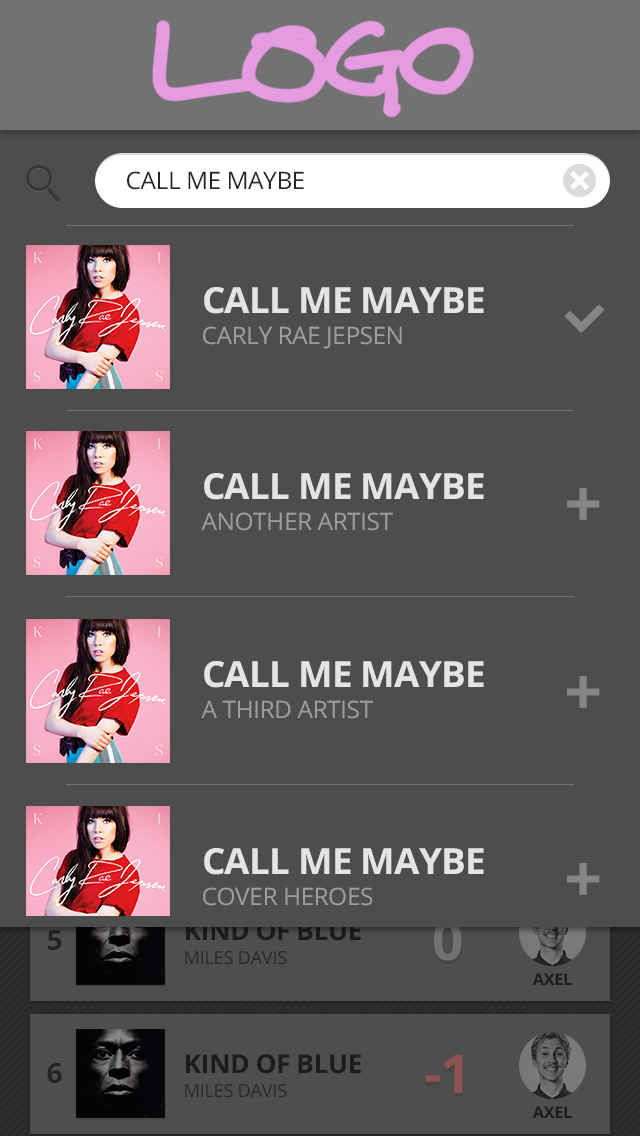 LOGO
CALL ME MAYBE
K I
Carly Rae Jepsen
S S
CALL ME MAYBE
CARLY RAE JEPSEN
K I
Carly Rae Jepsen
S S
CALL ME MAYBE
ANOTHER ARTIST
K I
Carly Rae Jepsen
S S
CALL ME MAYBE
A THIRD ARTIST
K I
Carly Rae Jepsen
CALL ME MAYBE
COVER HEROES
5
KIND OF BLUE
MILES DAVIS
0
AXEL
6
KIND OF BLUE
MILES DAVIS
-1
AXEL